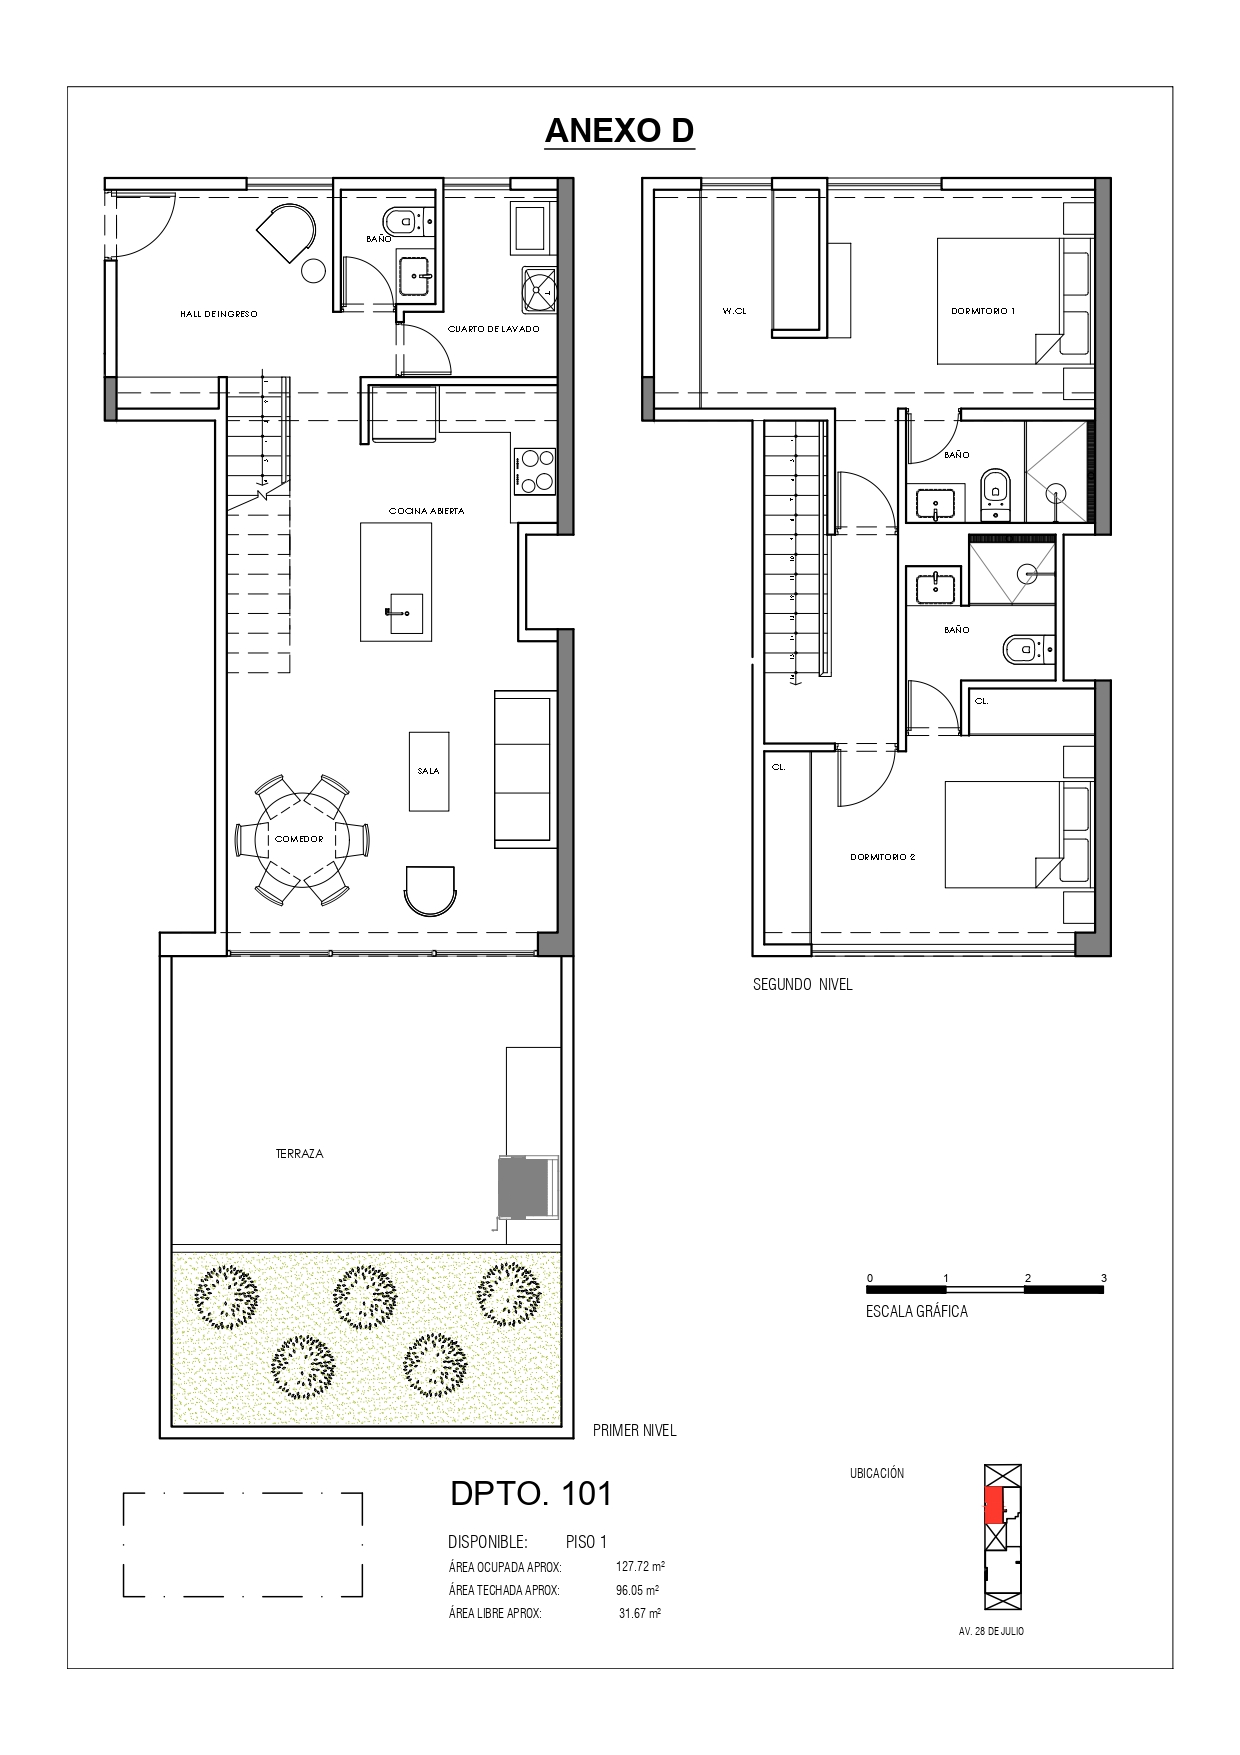 ANEXO D
BAÑO
HALL DE INGRESO
CUARTO DE LAVADO
COCINA ABIERTA
SALA
COMEDOR
TERRAZA
PRIMER NIVEL
W.CL
DORMITORIO 1
BAÑO
BAÑO
CL.
CL.
DORMITORIO 2
SEGUNDO NIVEL
0 1 2 3
ESCALA GRÁFICA
UBICACIÓN
AV. 28 DE JULIO
DPTO. 101
DISPONIBLE: PISO 1
ÁREA OCUPADA APROX: 127.72 m²
ÁREA TECHADA APROX: 96.05 m²
ÁREA LIBRE APROX: 31.67 m²